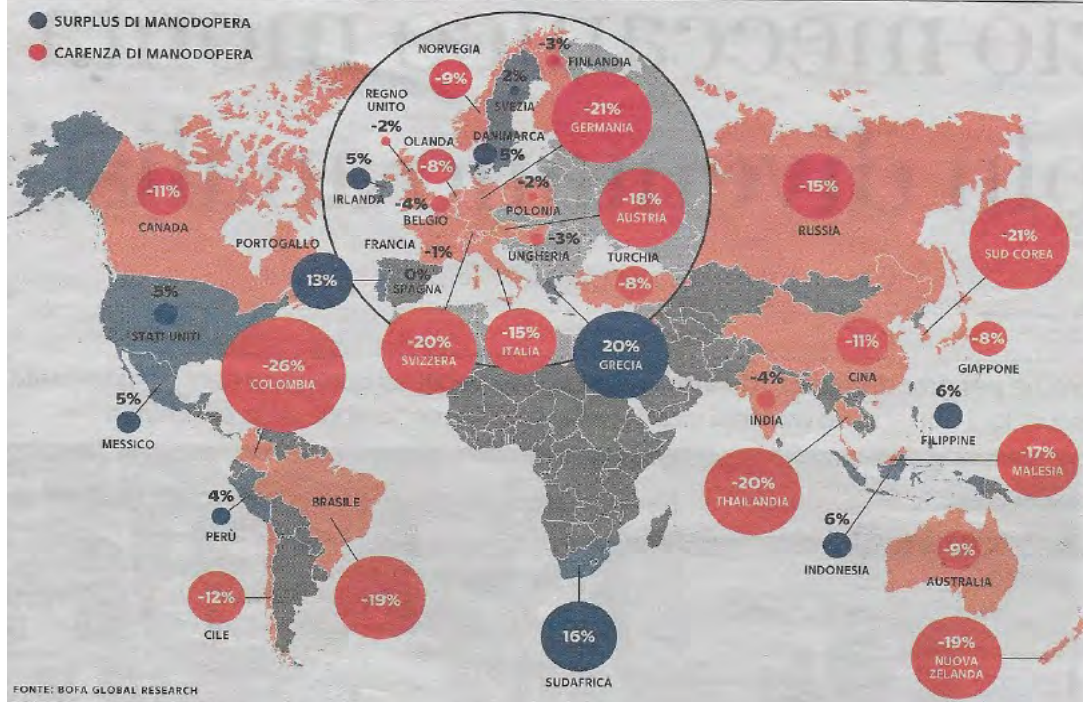 SURPLUS DI MANODOPERA
CARENZA DI MANODOPERA
NORVEGIA
-9%
-3%
FINLANDIA
2%
SVEZIA
REGNO
UNITO
-2%
OLANDA
-8%
DANIMARCA
5%
-21%
GERMANIA
5%
IRLANDA
-4%
BELGIO
-2%
POLONIA
-18%
AUSTRIA
FRANCIA
-1%
-3%
UNGHERIA
TURCHIA
-8%
PORTOGALLO
13%
0%
SPAGNA
-20%
SVIZZERA
-15%
ITALIA
20%
GRECIA
-11%
CANADA
5%
STATI UNITI
-26%
COLOMBIA
5%
MESSICO
4%
PERÙ
BRASILE
-19%
-12%
CILE
16%
SUDAFRICA
-15%
RUSSIA
-21%
SUD COREA
-11%
CINA
-8%
GIAPPONE
-4%
INDIA
6%
FILIPPINE
-20%
THAILANDIA
-17%
MALESIA
6%
INDONESIA
-9%
AUSTRALIA
-19%
NUOVA
ZELANDA
FONTE: BOFA GLOBAL RESEARCH